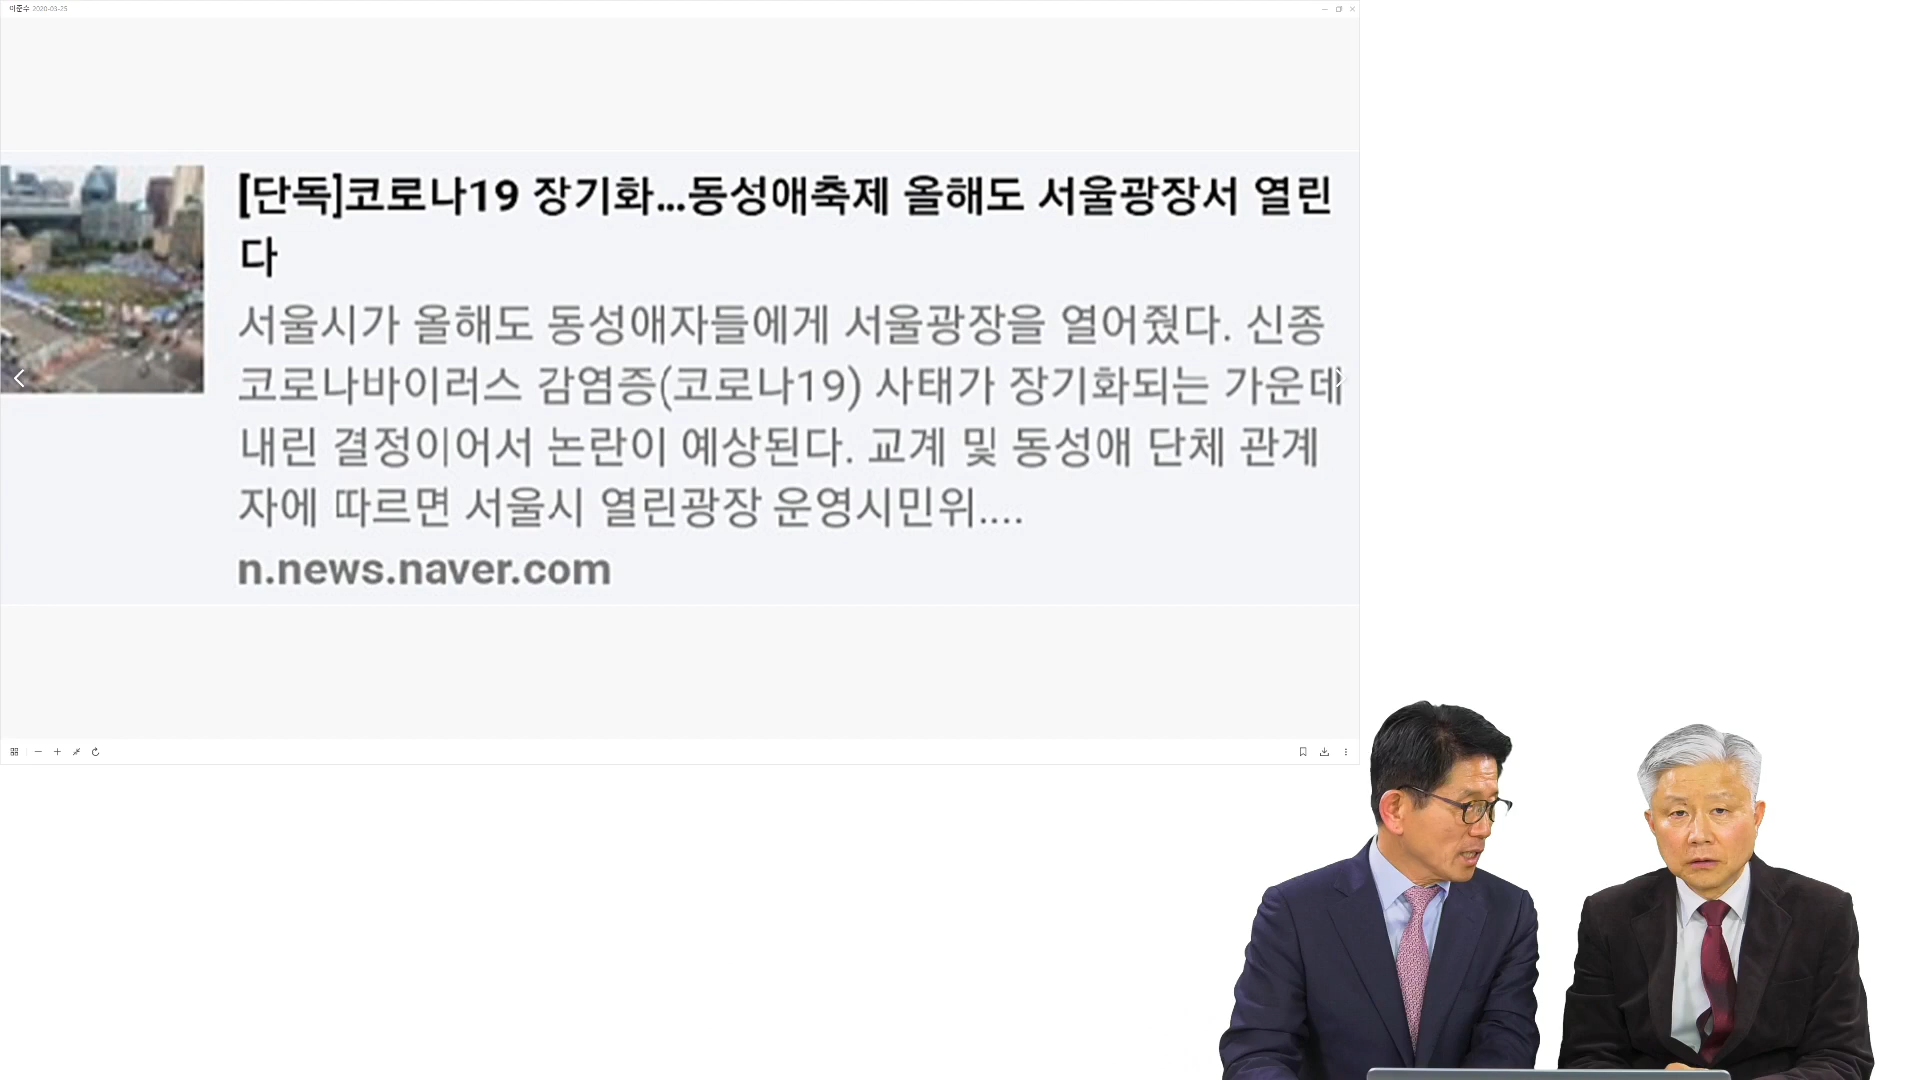 이준수 2020-03-25
[단독]코로나19 장기화...동성애축제 올해도 서울광장서 열린
다
서울시가 올해도 동성애자들에게 서울광장을 열어줬다. 신종
코로나바이러스 감염증(코로나19) 사태가 장기화되는 가운데
내린 결정이어서 논란이 예상된다. 교계 및 동성애 단체 관계
자에 따르면 서울시 열린광장 운영시민위....
n.news.naver.com